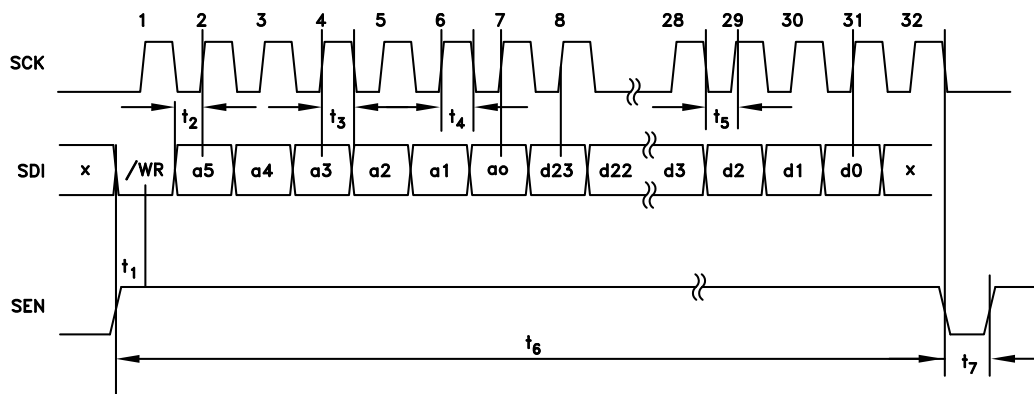 1 2 3 4 5 6 7 8 28 29 30 31 32
SCK
t2 t3 t4 t5
SDI x /WR a5 a4 a3 a2 a1 ao d23 d22 d3 d2 d1 d0 x
t1
SEN
t6
t7